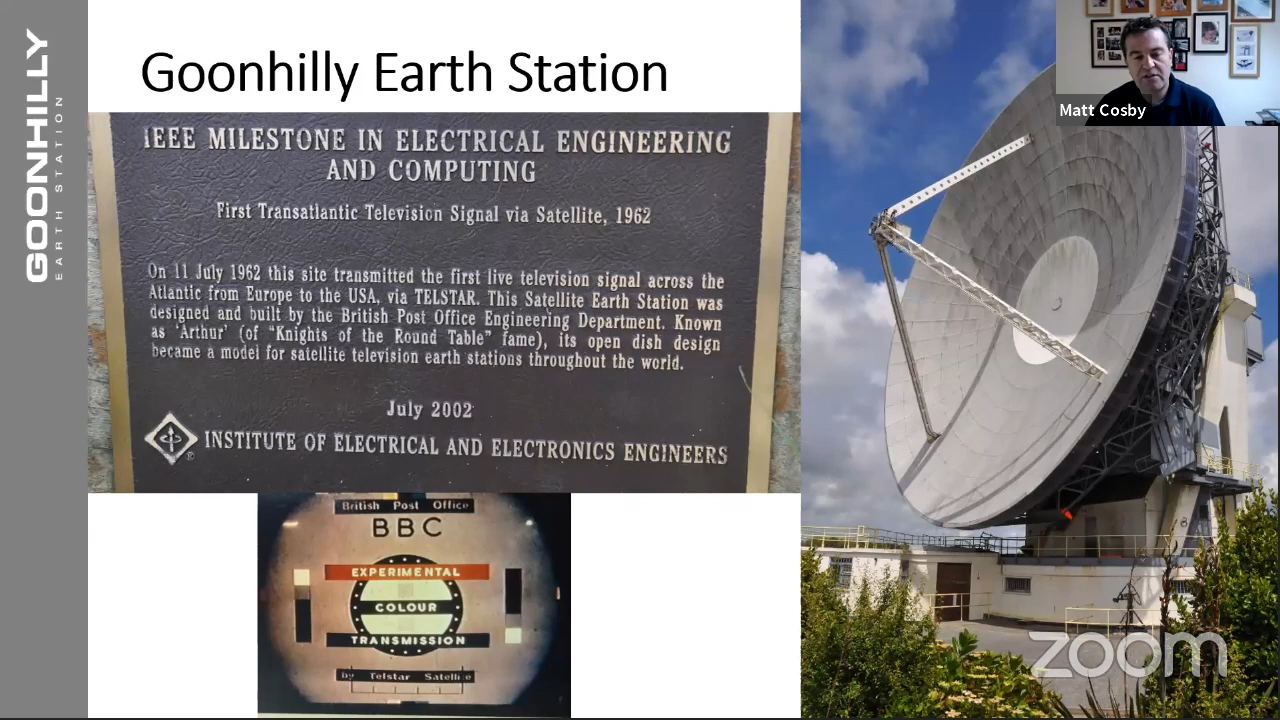 GOONHILLY
EARTH STATION
Goonhilly Earth Station
IEEE MILESTONE IN ELECTRICAL ENGINEERING
AND COMPUTING
First Transatlantic Television Signal via Satellite, 1962
On 11 July 1962 this site transmitted the first live television signal across the
Atlantic from Europe to the USA, via TELSTAR. This Satellite Earth Station was
designed and built by the British Post Office Engineering Department. Known
as 'Arthur' (of "Knights of the Round Table" fame), its open dish design
became a model for satellite television earth stations throughout the world.
July 2002
INSTITUTE OF ELECTRICAL AND ELECTRONICS ENGINEERS
®
British Post Office
BBC
EXPERIMENTAL
COLOUR
TRANSMISSION
by Telstar Satellite
Matt Cosby
8
zoom